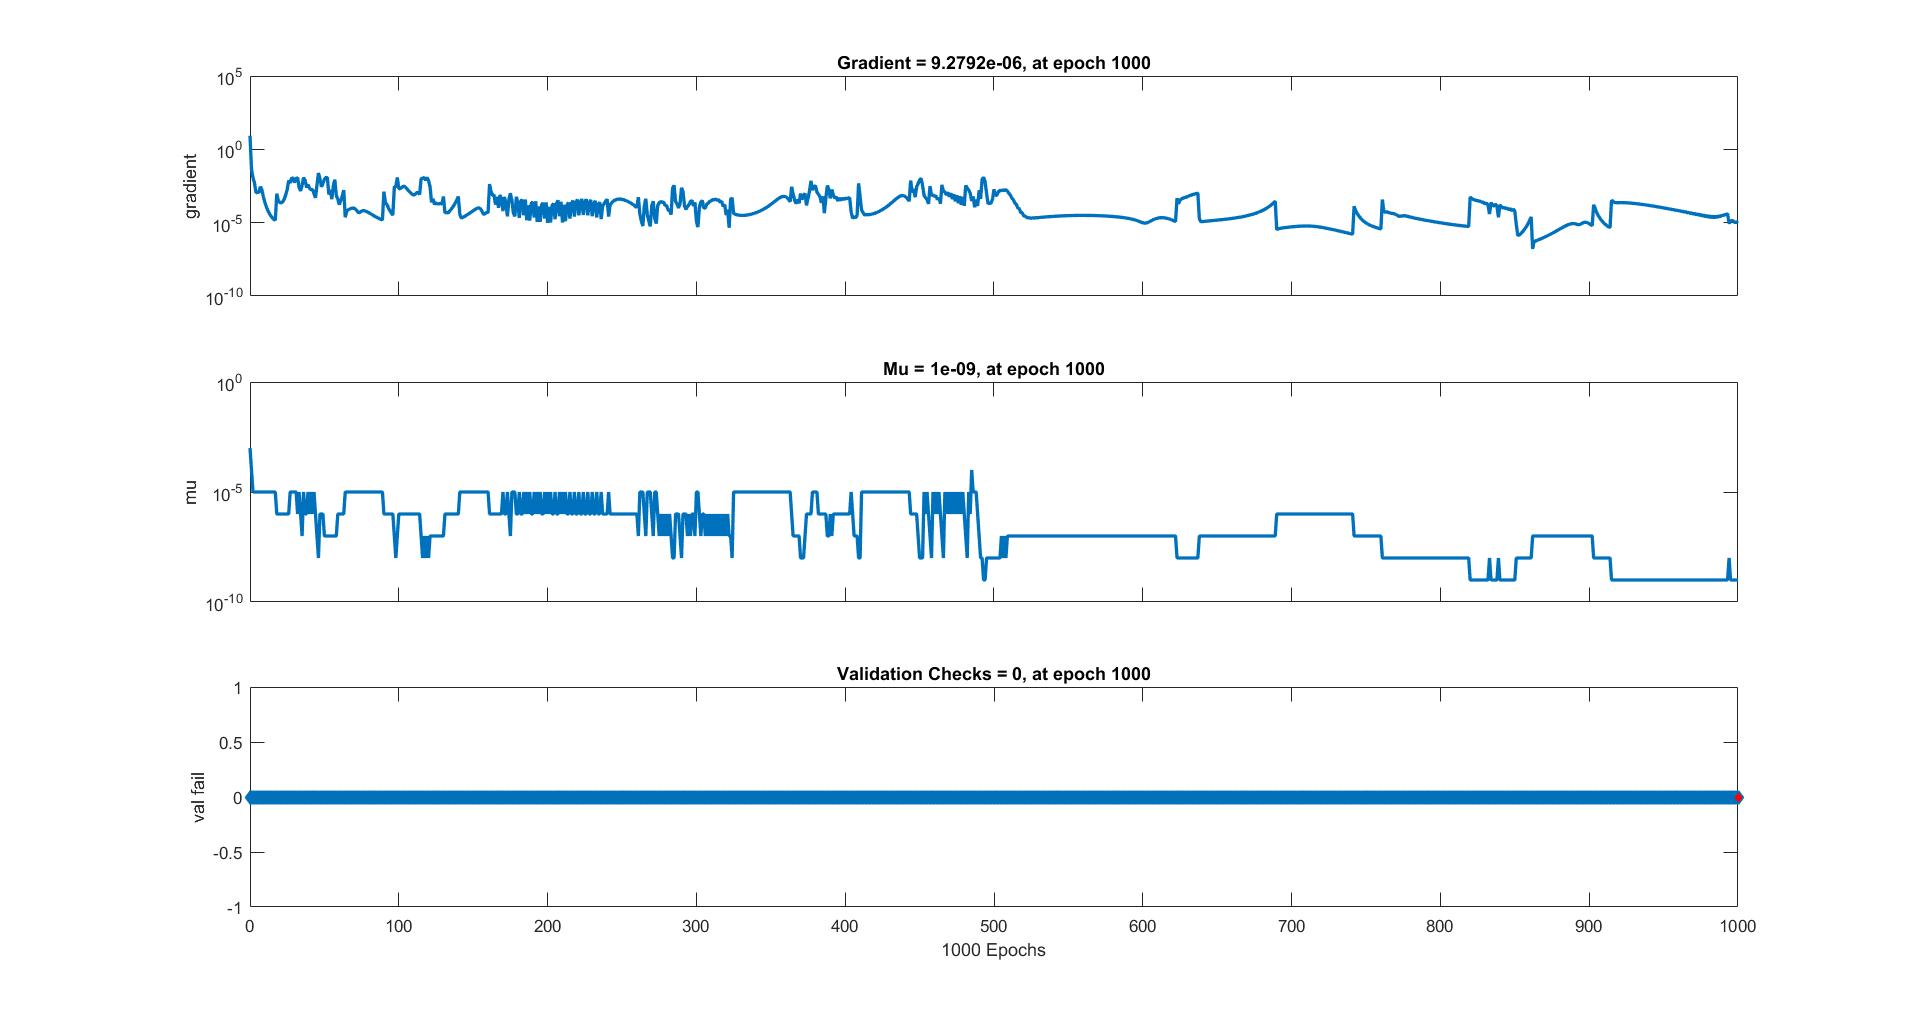 Gradient = 9.2792e-06, at epoch 1000
10^5
10^0
10^-5
10^-10
gradient
Mu = 1e-09, at epoch 1000
10^0
10^-5
10^-10
mu
Validation Checks = 0, at epoch 1000
1
0.5
0
-0.5
-1
val fail
0 100 200 300 400 500 600 700 800 900 1000
1000 Epochs